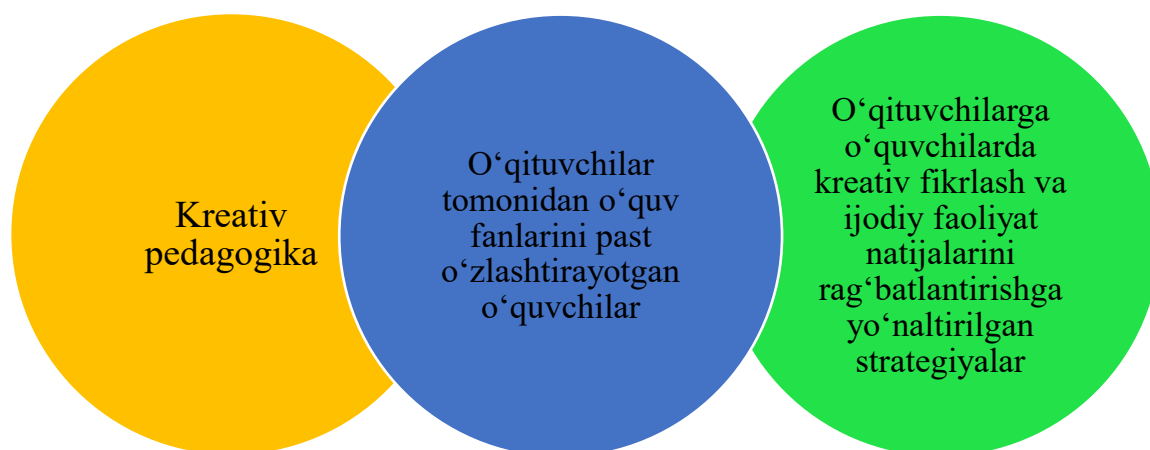 Kreativ
pedagogika
O‘qituvchilar
tomonidan o‘quv
fanlarini past
o‘zlashtirayotgan
o‘quvchilar
O‘qituvchilarga
o‘quvchilarda
kreativ fikrlash va
ijodiy faoliyat
natijalarini
rag‘batlantirishga
yo‘naltirilgan
strategiyalar